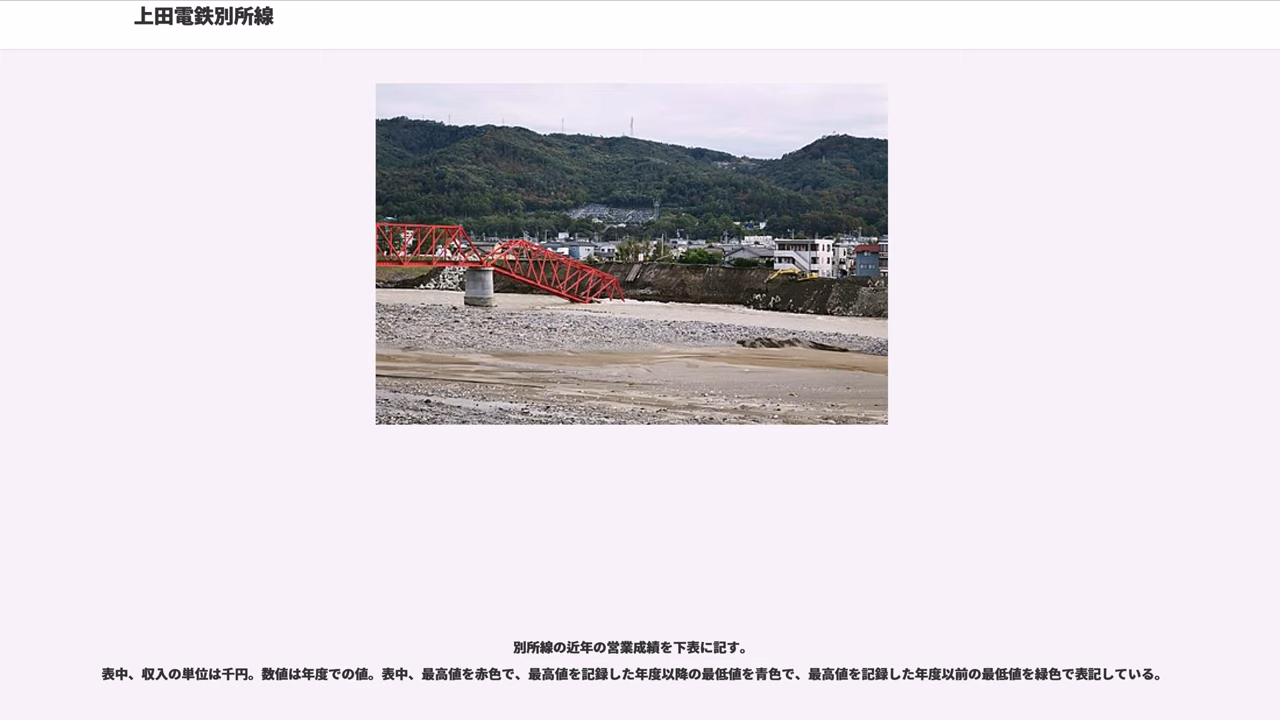 上田電鉄別所線
別所線の近年の営業成績を下表に記す。
表中、収入の単位は千円。数値は年度での値。表中、最高値を赤色で、最高値を記録した年度以降の最低値を青色で、最高値を記録した年度以前の最低値を緑色で表記している。